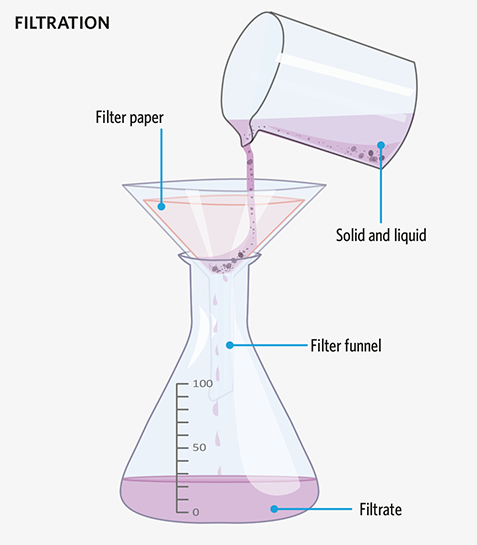 FILTRATION
Filter paper
Solid and liquid
Filter funnel
100
50
0
Filtrate